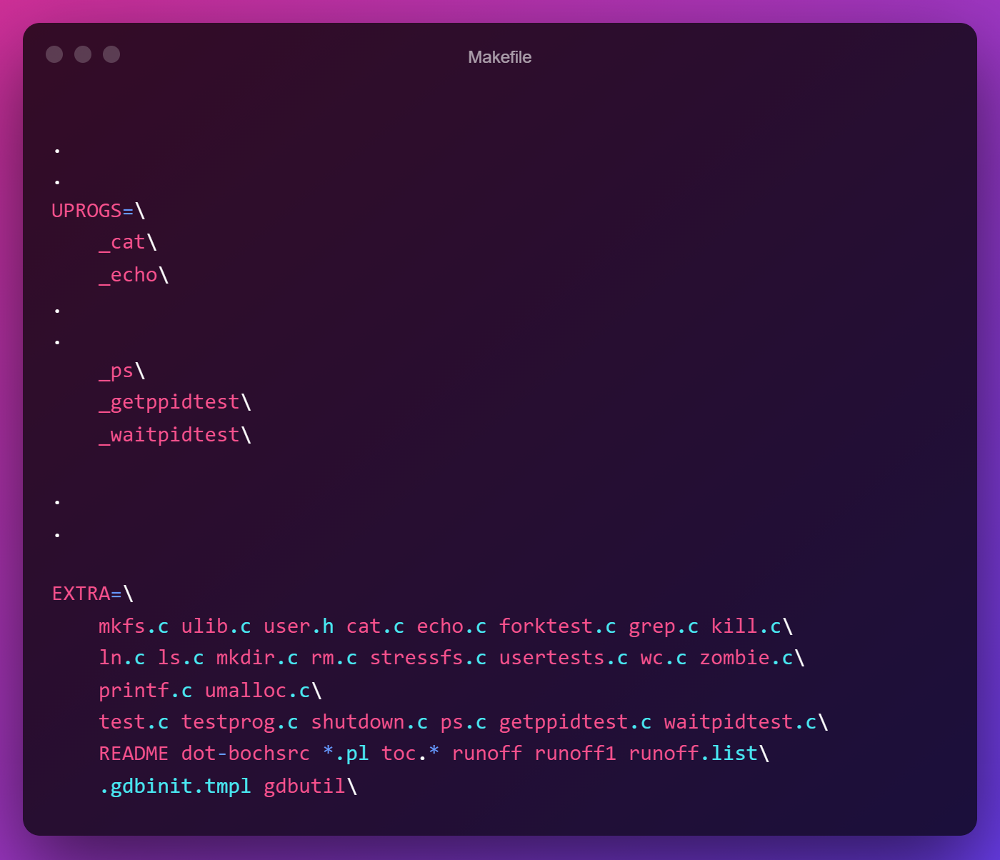 Makefile
.
.
UPROGS=\
    _cat\
    _echo\
.
.
    _ps\
    _getppidtest\
    _waitpidtest\
.
.
EXTRA=\
    mkfs.c ulib.c user.h cat.c echo.c forktest.c grep.c kill.c\
    ln.c ls.c mkdir.c rm.c stressfs.c usertests.c wc.c zombie.c\
    printf.c umalloc.c\
    test.c testprog.c shutdown.c ps.c getppidtest.c waitpidtest.c\
    README dot-bochsrc *.pl toc.* runoff runoff1 runoff.list\
    .gdbinit.tmpl gdbutil\